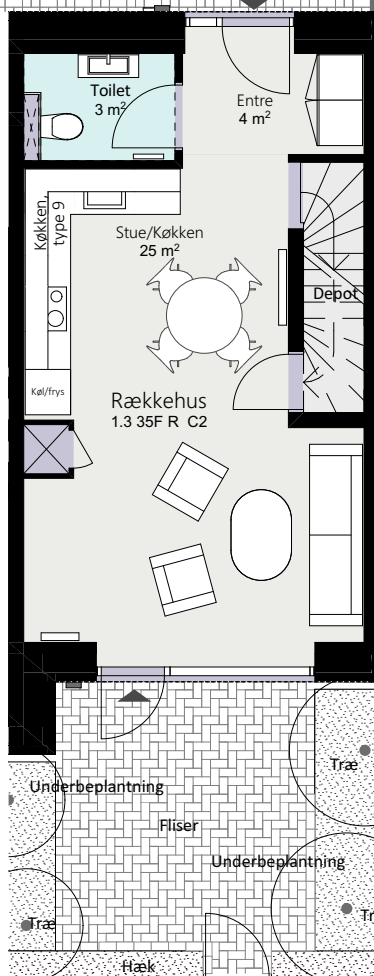 Toilet
3 m²
Entre
4 m²
Køkken,
type 9
Stue/Køkken
25 m²
Depot
Køl/frys
Rækkehus
1.3 35F R C2
Træ
Underbeplantning
Fliser
Underbeplantning
Træ
Tr
Hæk